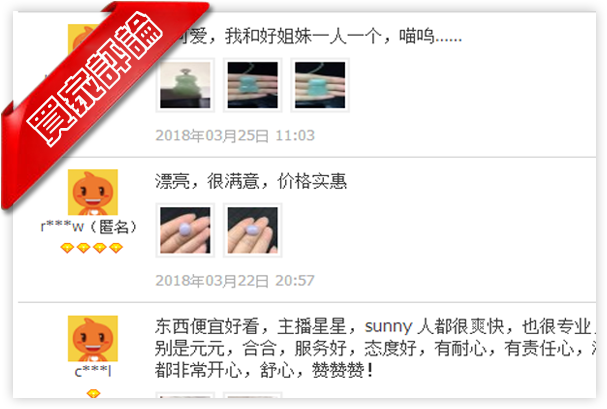 買家評論
可爱，我和好姐妹一人一个，喵呜......
2018年03月25日 11:03
漂亮，很满意，价格实惠
r***w（匿名）
2018年03月22日 20:57
东西便宜好看，主播星星，sunny 人都很爽快，也很专业，
别是元元，合合，服务好，态度好，有耐心，有责任心，
c***l
都非常开心，舒心，赞赞赞！